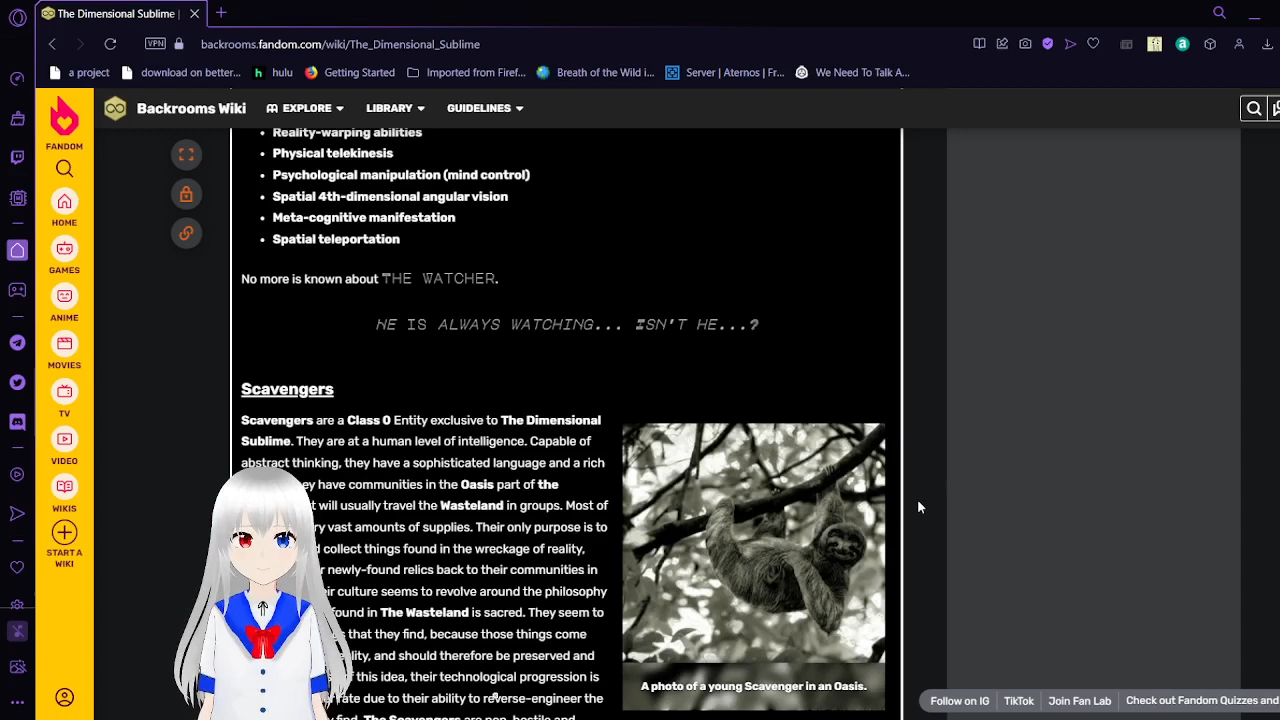 The Dimensional Sublime |
VPN
backrooms.fandom.com/wiki/The_Dimensional_Sublime
a project
download on better...
hulu
Getting Started
Imported from Firef...
Breath of the Wild i...
Server | Aternos | Fr...
We Need To Talk A...
Backrooms Wiki
EXPLORE
LIBRARY
GUIDELINES
FANDOM
HOME
GAMES
ANIME
MOVIES
TV
VIDEO
WIKIS
START A
WIKI
Reality-warping abilities
Physical telekinesis
Psychological manipulation (mind control)
Spatial 4th-dimensional angular vision
Meta-cognitive manifestation
Spatial teleportation
No more is known about THE WATCHER.
HE IS ALWAYS WATCHING... ISN'T HE...?
Scavengers
Scavengers are a Class 0 Entity exclusive to The Dimensional
Sublime. They are at a human level of intelligence. Capable of
abstract thinking, they have a sophisticated language and a rich
have communities in the Oasis part of the
will usually travel the Wasteland in groups. Most of
vast amounts of supplies. Their only purpose is to
collect things found in the wreckage of reality,
newly-found relics back to their communities in
culture seems to revolve around the philosophy
found in The Wasteland is sacred. They seem to
that they find, because those things come
and should therefore be preserved and
of this idea, their technological progression is
due to their ability to reverse-engineer the
find. The Scavengers are non-hostile and
A photo of a young Scavenger in an Oasis.
Follow on IG
TikTok
Join Fan Lab
Check out Fandom Quizzes and